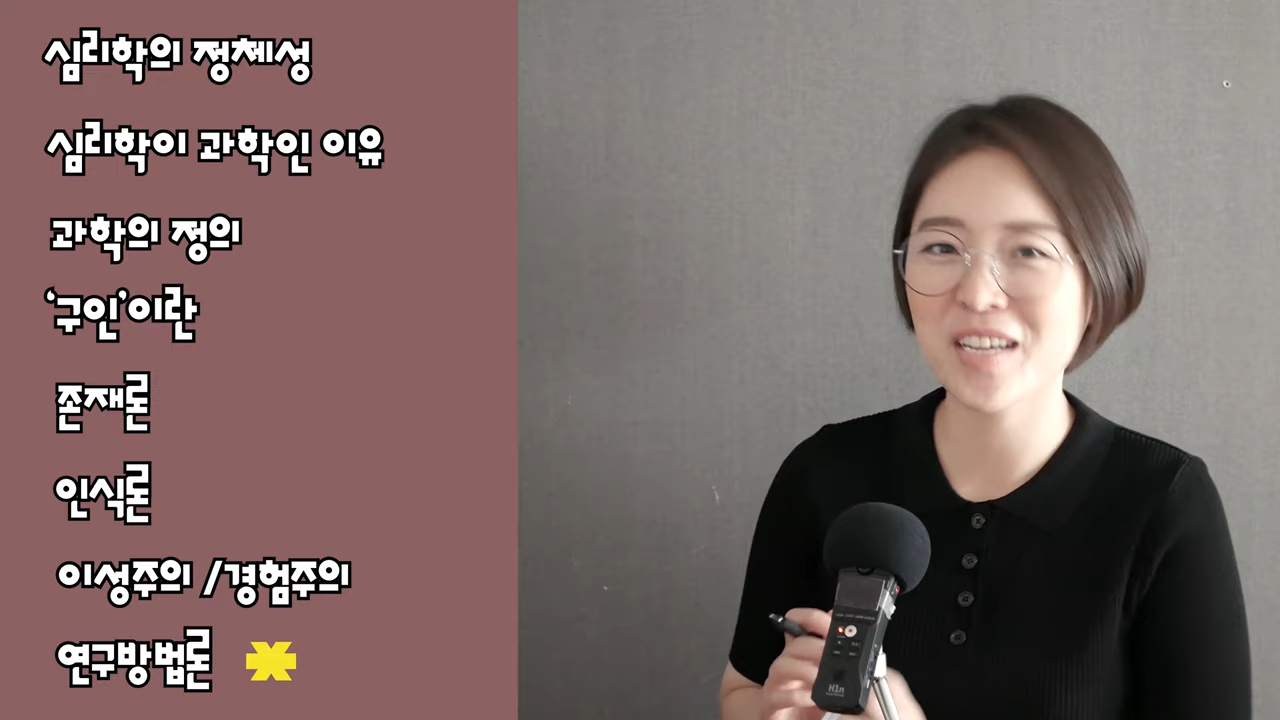 심리학의 정체성
심리학이 과학인 이유
과학의 정의
‘구인’이란
존재론
인식론
이성주의 /경험주의
연구방법론
H1n